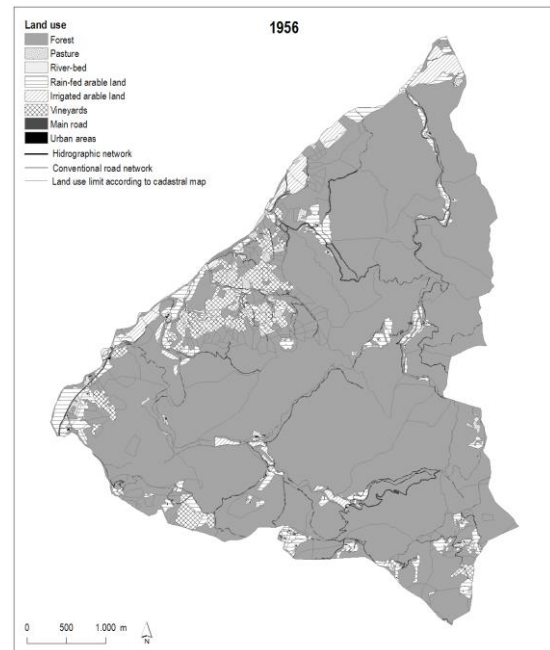 1956
Land use
Forest
Pasture
River-bed
Rain-fed arable land
Irrigated arable land
Vineyards
Main road
Urban areas
Hidrographic network
Conventional road network
Land use limit according to cadastral map
0 500 1.000 m
N